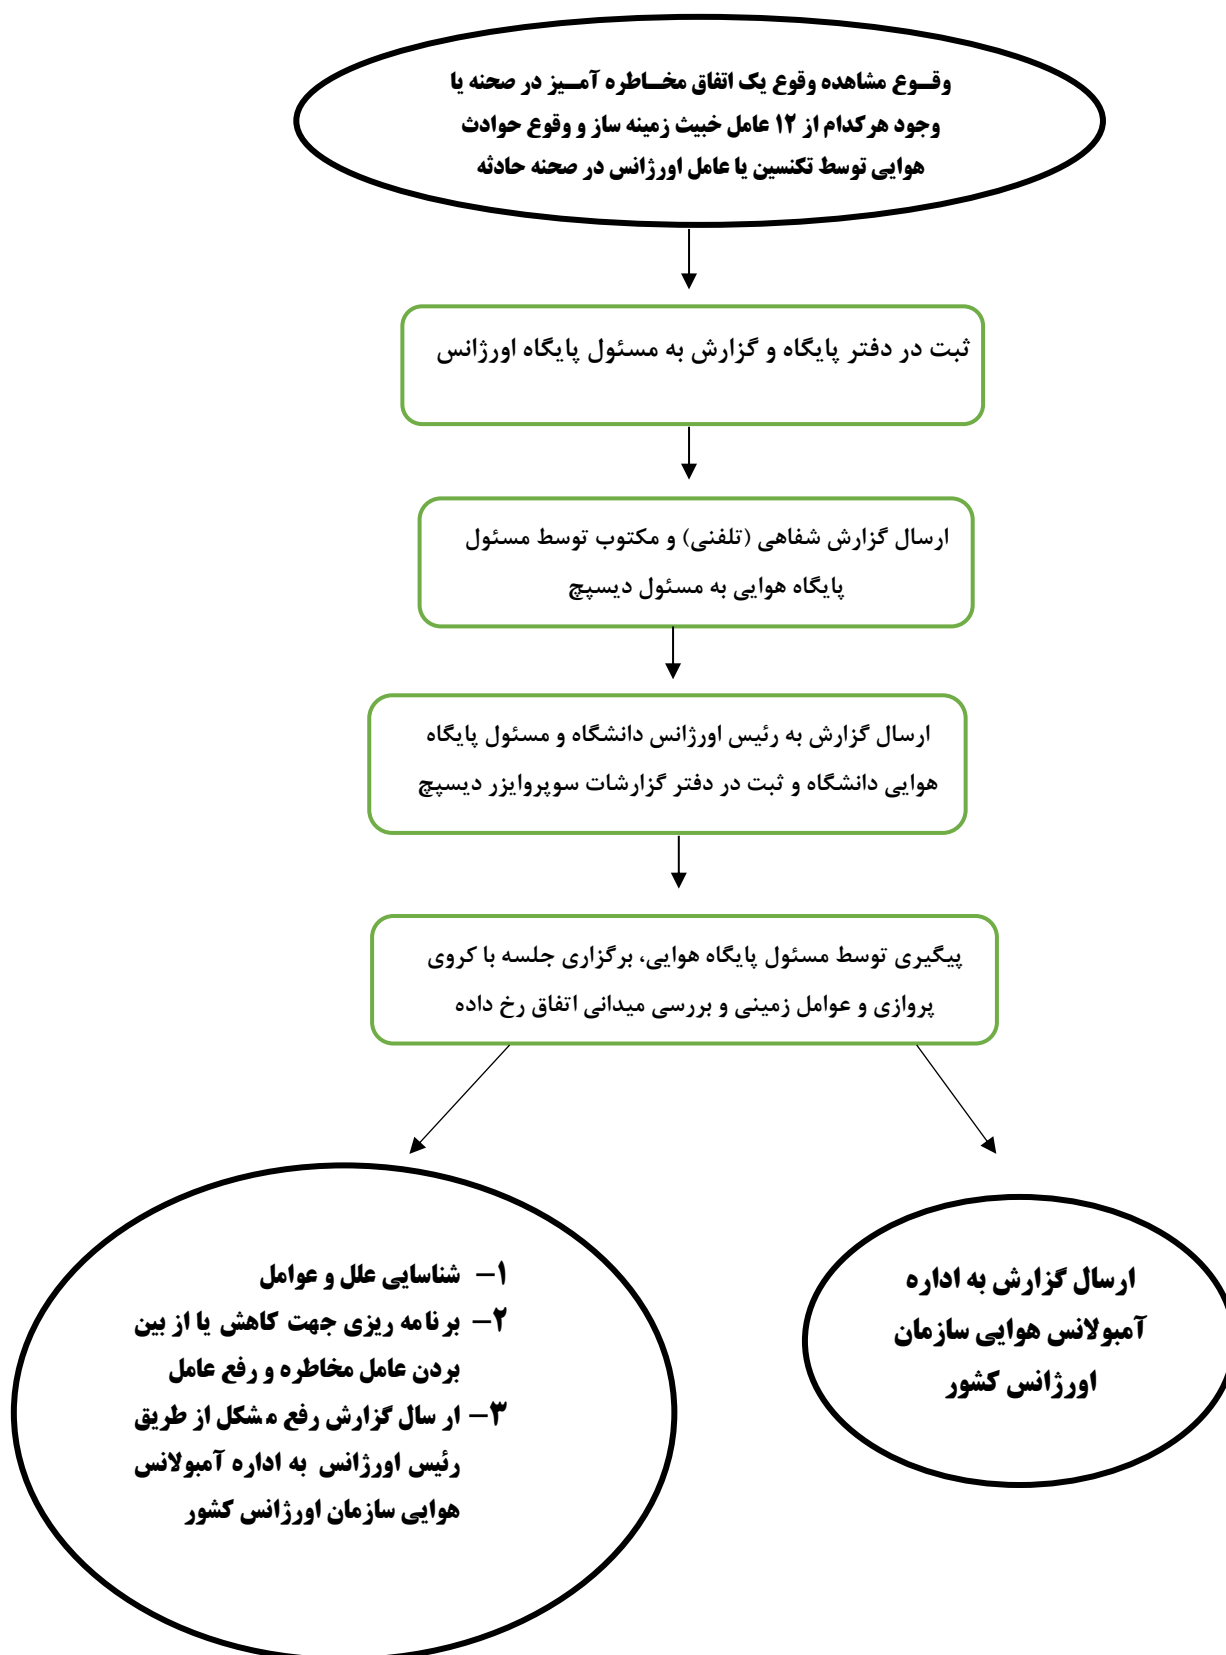 وقــوع مشاهده وقوع یک اتفاق مخــاطره آمــیز در صحنه یا
وجود هرکدام از ۱۲ عامل خبیث زمینه ساز و وقوع حوادث
هوایی توسط تکنسین یا عامل اورژانس در صحنه حادثه
ثبت در دفتر پایگاه و گزارش به مسئول پایگاه اورژانس
ارسال گزارش شفاهی (تلفنی) و مکتوب توسط مسئول
پایگاه هوایی به مسئول دیسپچ
ارسال گزارش به رئیس اورژانس دانشگاه و مسئول پایگاه
هوایی دانشگاه و ثبت در دفتر گزارشات سوپروایزر دیسپچ
پیگیری توسط مسئول پایگاه هوایی، برگزاری جلسه با کروی
پروازی و عوامل زمینی و بررسی میدانی اتفاق رخ داده
ارسال گزارش به اداره
آمبولانس هوایی سازمان
اورژانس کشور
۱- شناسایی علل و عوامل
۲- برنامه ریزی جهت کاهش یا از بین
بردن عامل مخاطره و رفع عامل
۳- ار سال گزارش رفع مشکل از طریق
رئیس اورژانس به اداره آمبولانس
هوایی سازمان اورژانس کشور